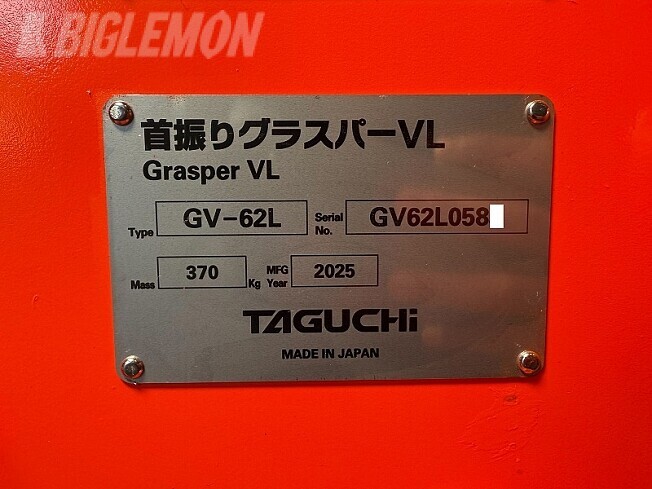 BIGLEMON
首振りグラスパーVL
Grasper VL
Type GV-62L Serial No. GV62L058
Mass 370 Kg MFG Year 2025
TAGUCHi
MADE IN JAPAN